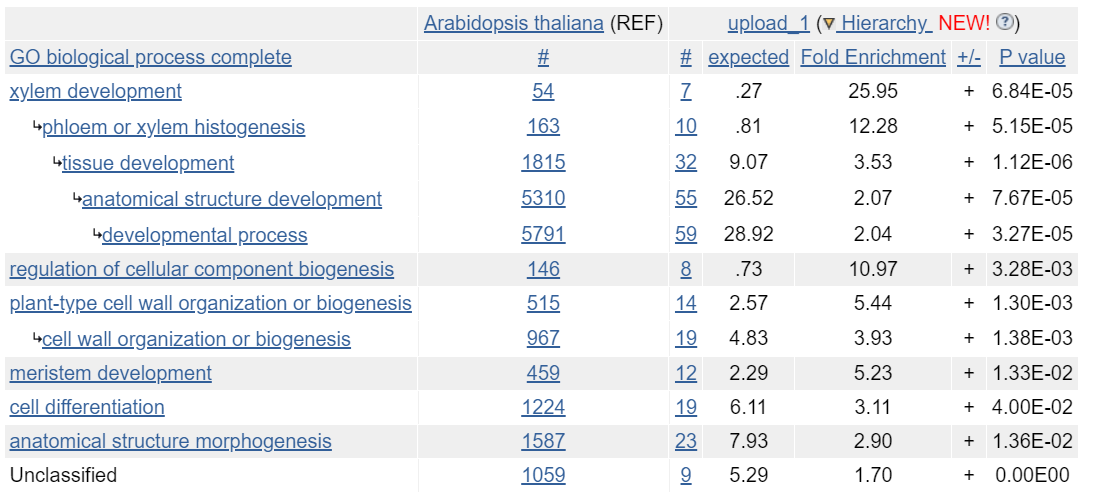 Arabidopsis thaliana (REF) upload_1 (▼ Hierarchy NEW! ?)
GO biological process complete # # expected Fold Enrichment +/- P value
xylem development 54 7 .27 25.95 + 6.84E-05
↳phloem or xylem histogenesis 163 10 .81 12.28 + 5.15E-05
↳tissue development 1815 32 9.07 3.53 + 1.12E-06
↳anatomical structure development 5310 55 26.52 2.07 + 7.67E-05
↳developmental process 5791 59 28.92 2.04 + 3.27E-05
regulation of cellular component biogenesis 146 8 .73 10.97 + 3.28E-03
plant-type cell wall organization or biogenesis 515 14 2.57 5.44 + 1.30E-03
↳cell wall organization or biogenesis 967 19 4.83 3.93 + 1.38E-03
meristem development 459 12 2.29 5.23 + 1.33E-02
cell differentiation 1224 19 6.11 3.11 + 4.00E-02
anatomical structure morphogenesis 1587 23 7.93 2.90 + 1.36E-02
Unclassified 1059 9 5.29 1.70 + 0.00E00